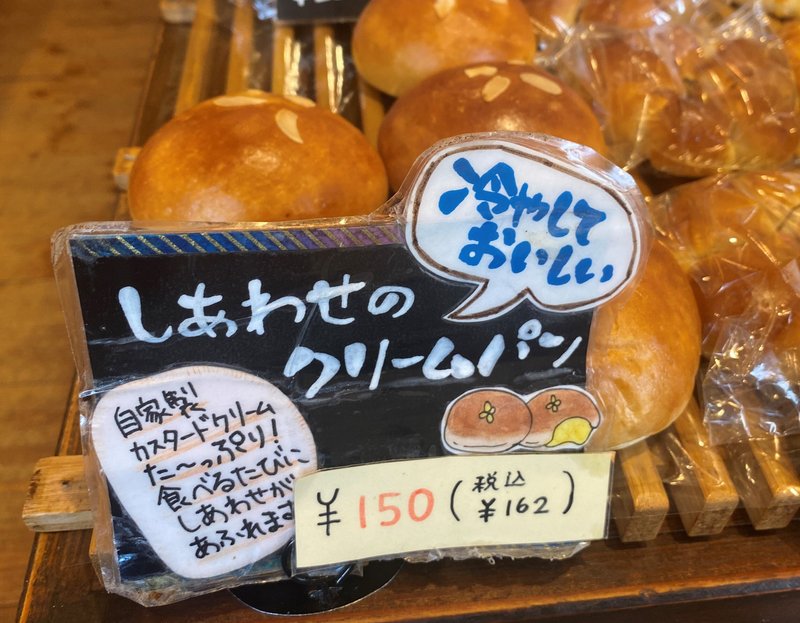 冷やして
おいしい
しあわせの
クリームパン
自家製
カスタードクリーム
た〜っぷり!
食べるたびに
しあわせが
あふれます
¥150(税込¥162)